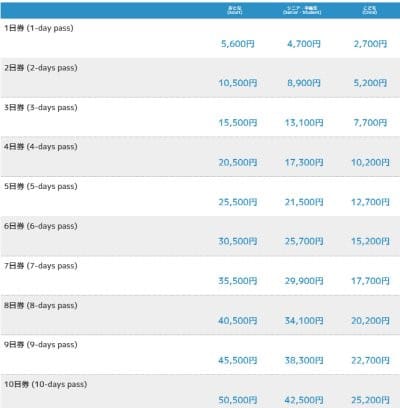 おとな
(Adult)
シニア・中高生
(Senior・Student)
こども
(Child)
1日券 (1-day pass)
5,600円 4,700円 2,700円
2日券 (2-days pass)
10,500円 8,900円 5,200円
3日券 (3-days pass)
15,500円 13,100円 7,700円
4日券 (4-days pass)
20,500円 17,300円 10,200円
5日券 (5-days pass)
25,500円 21,500円 12,700円
6日券 (6-days pass)
30,500円 25,700円 15,200円
7日券 (7-days pass)
35,500円 29,900円 17,700円
8日券 (8-days pass)
40,500円 34,100円 20,200円
9日券 (9-days pass)
45,500円 38,300円 22,700円
10日券 (10-days pass)
50,500円 42,500円 25,200円